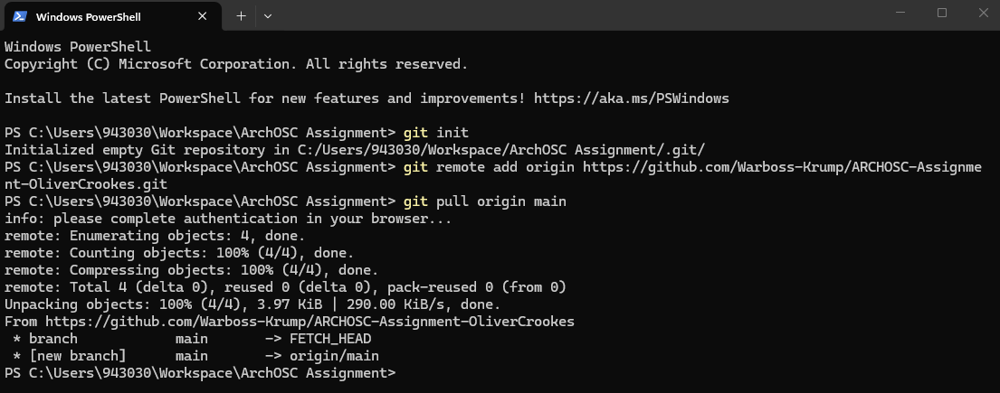 Windows PowerShell
Windows PowerShell
Copyright (C) Microsoft Corporation. All rights reserved.
Install the latest PowerShell for new features and improvements! https://aka.ms/PSWindows
PS C:\Users\943030\Workspace\ArchOSC Assignment> git init
Initialized empty Git repository in C:/Users/943030/Workspace/ArchOSC Assignment/.git/
PS C:\Users\943030\Workspace\ArchOSC Assignment> git remote add origin https://github.com/Warboss-Krump/ARCHOSC-Assignme
nt-OliverCrookes.git
PS C:\Users\943030\Workspace\ArchOSC Assignment> git pull origin main
info: please complete authentication in your browser...
remote: Enumerating objects: 4, done.
remote: Counting objects: 100% (4/4), done.
remote: Compressing objects: 100% (4/4), done.
remote: Total 4 (delta 0), reused 0 (delta 0), pack-reused 0 (from 0)
Unpacking objects: 100% (4/4), 3.97 KiB | 290.00 KiB/s, done.
From https://github.com/Warboss-Krump/ARCHOSC-Assignment-OliverCrookes
 * branch            main       -> FETCH_HEAD
 * [new branch]      main       -> origin/main
PS C:\Users\943030\Workspace\ArchOSC Assignment>